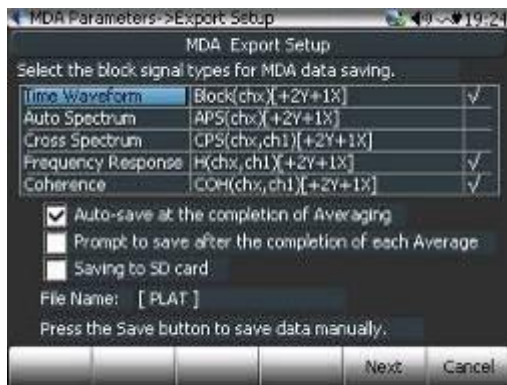 MDA Parameters->Export Setup 19:24
MDA Export Setup
Select the block signal types for MDA data saving.
Time Waveform Block(chx)[+2Y+1X] √
Auto Spectrum APS(chx)[+2Y+1X]
Cross Spectrum CPS(chx,ch1)[+2Y+1X]
Frequency Response H(chx,ch1)[+2Y+1X] √
Coherence COH(chx,ch1)[+2Y+1X] √
Auto-save at the completion of Averaging
Prompt to save after the completion of each Average
Saving to SD card
File Name: [ PLAT ]
Press the Save button to save data manually.
Next Cancel